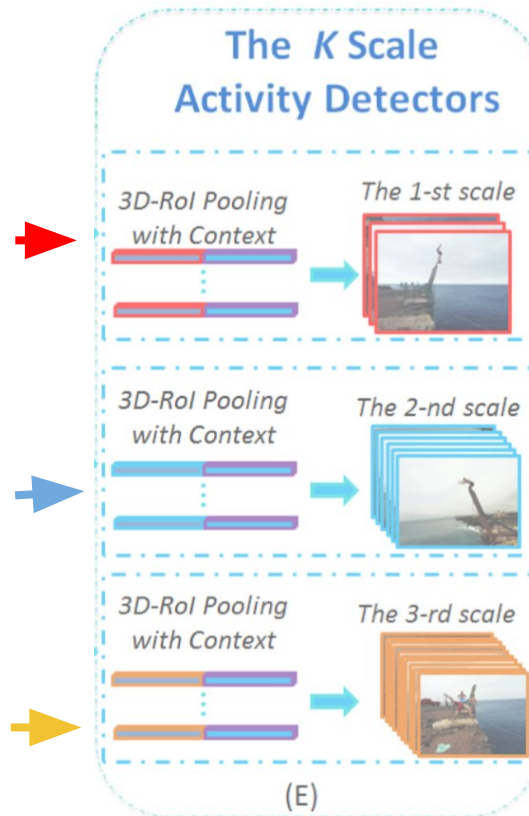 The K Scale
Activity Detectors
3D-RoI Pooling
with Context
The 1-st scale
3D-RoI Pooling
with Context
The 2-nd scale
3D-RoI Pooling
with Context
The 3-rd scale
(E)